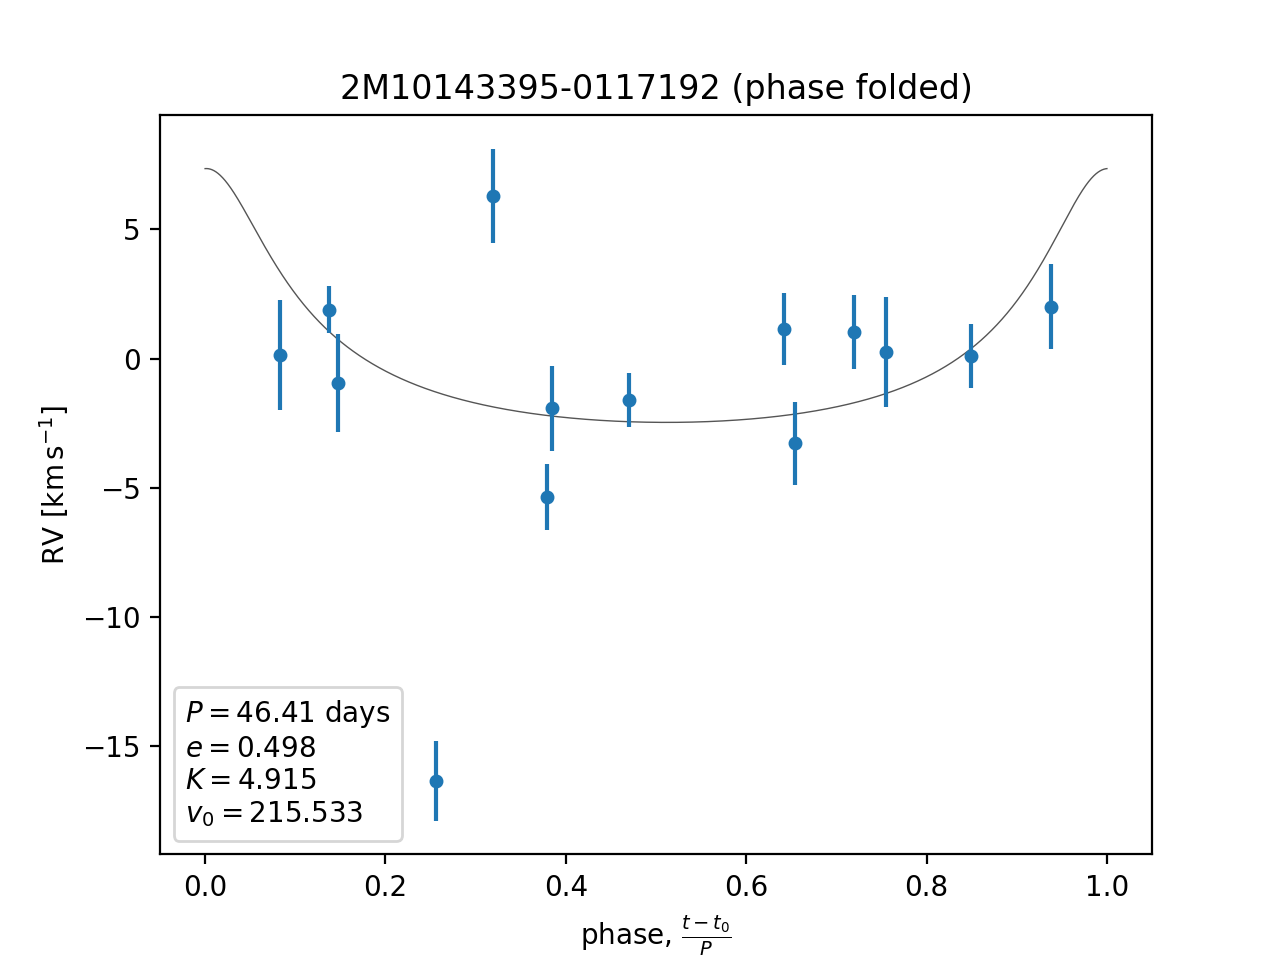 2M10143395-0117192 (phase folded)
RV [km s⁻¹]
5
0
−5
−10
−15
P = 46.41 days
e = 0.498
K = 4.915
v₀ = 215.533
0.0 0.2 0.4 0.6 0.8 1.0
phase, (t − t₀)/P